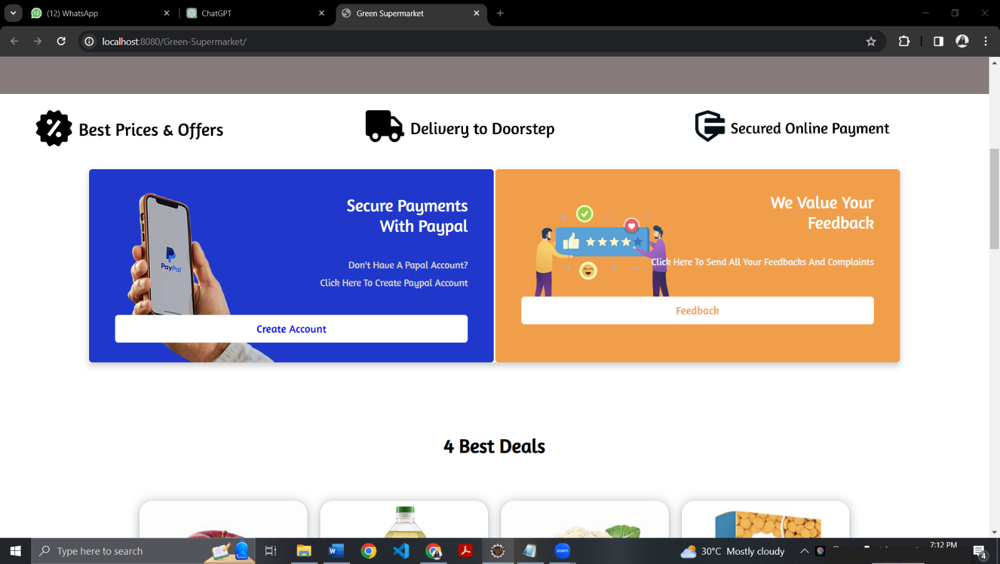 (12) WhatsApp
ChatGPT
Green Supermarket
localhost:8080/Green-Supermarket/
Best Prices & Offers
Delivery to Doorstep
Secured Online Payment
Secure Payments
With Paypal
Don't Have A Papal Account?
Click Here To Create Paypal Account
PayPal
Create Account
We Value Your
Feedback
Click Here To Send All Your Feedbacks And Complaints
Feedback
4 Best Deals
Type here to search
zoom
30°C Mostly cloudy
7:12 PM
4